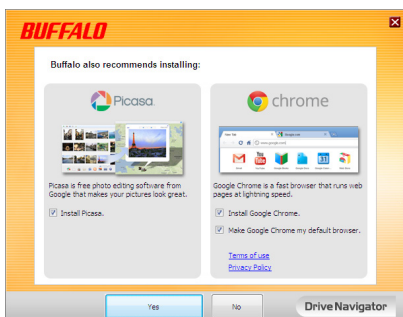 BUFFALO
Buffalo also recommends installing:
Picasa.
Picasa is free photo editing software from
Google that makes your pictures look great.
Install Picasa.
chrome
Google Chrome is a fast browser that runs web
pages at lightning speed.
Install Google Chrome.
Make Google Chrome my default browser.
Terms of use
Privacy Policy
Yes
No
DriveNavigator